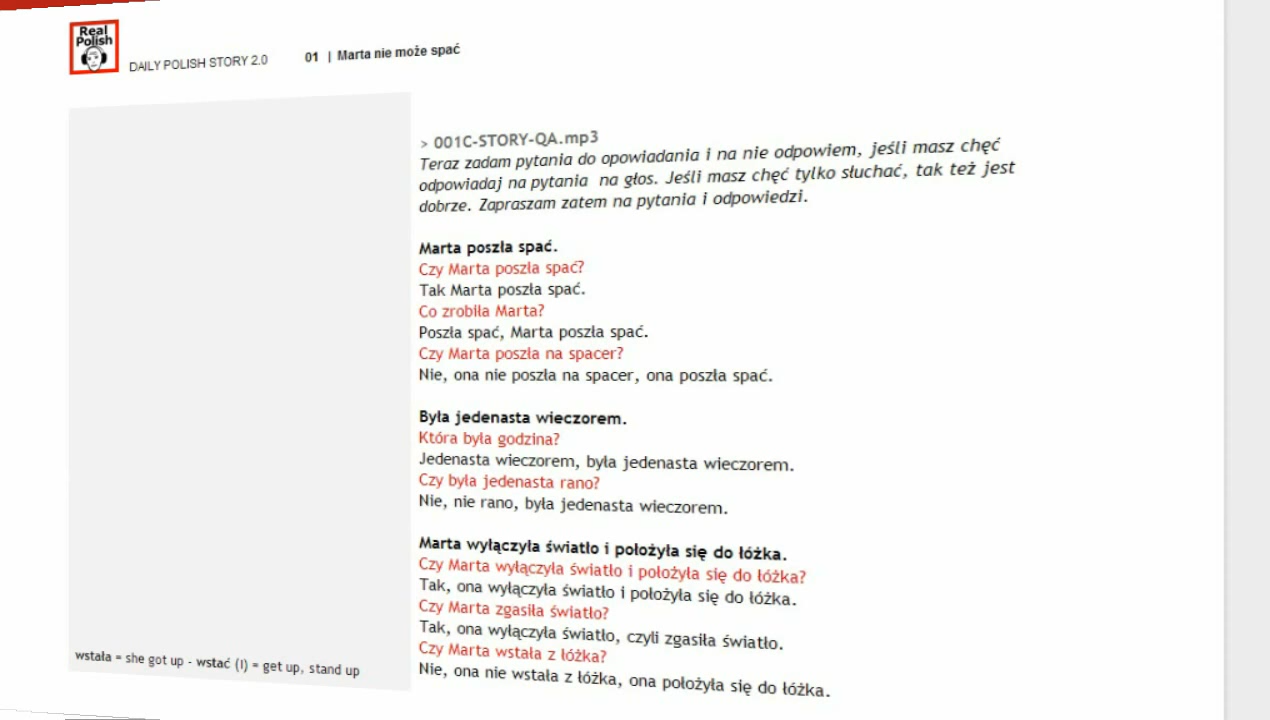 Real
Polish
DAILY POLISH STORY 2.0 01 | Marta nie może spać
> 001C-STORY-QA.mp3
Teraz zadam pytania do opowiadania i na nie odpowiem, jeśli masz chęć
odpowiadaj na pytania na głos. Jeśli masz chęć tylko słuchać, tak też jest
dobrze. Zapraszam zatem na pytania i odpowiedzi.
Marta poszła spać.
Czy Marta poszła spać?
Tak Marta poszła spać.
Co zrobiła Marta?
Poszła spać, Marta poszła spać.
Czy Marta poszła na spacer?
Nie, ona nie poszła na spacer, ona poszła spać.
Była jedenasta wieczorem.
Która była godzina?
Jedenasta wieczorem, była jedenasta wieczorem.
Czy była jedenasta rano?
Nie, nie rano, była jedenasta wieczorem.
Marta wyłączyła światło i położyła się do łóżka.
Czy Marta wyłączyła światło i położyła się do łóżka?
Tak, ona wyłączyła światło i położyła się do łóżka.
Czy Marta zgasiła światło?
Tak, ona wyłączyła światło, czyli zgasiła światło.
Czy Marta wstała z łóżka?
Nie, ona nie wstała z łóżka, ona położyła się do łóżka.
wstała = she got up - wstać (I) = get up, stand up